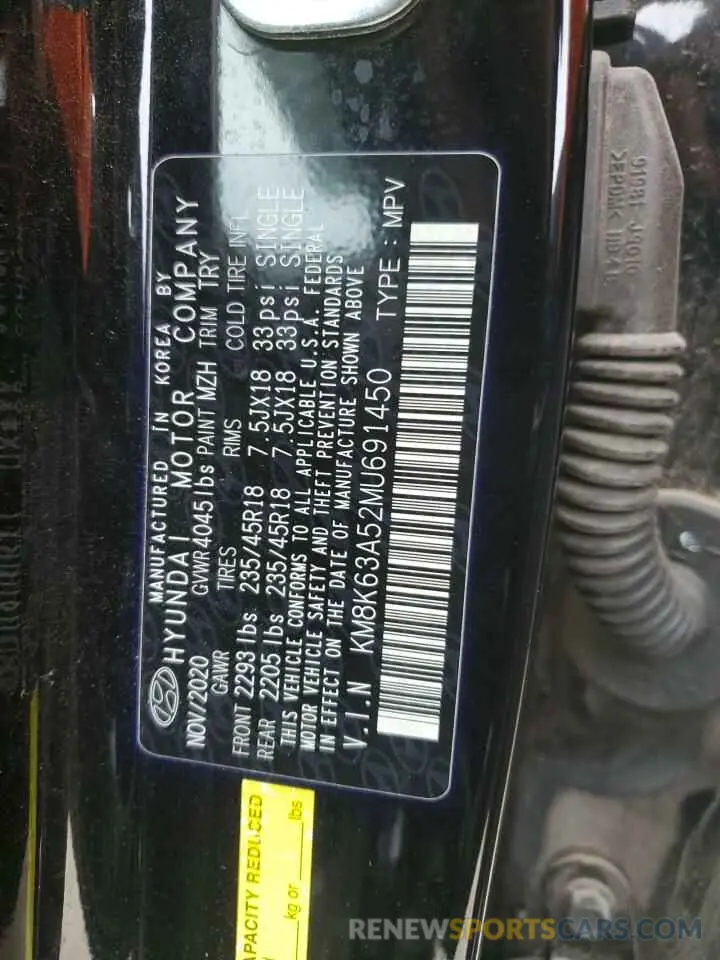 MANUFACTURED IN KOREA BY
HYUNDAI MOTOR COMPANY
NOV/2020 GVWR 4045lbs PAINT MZH TRIM TRY
GAWR TIRES RIMS COLD TIRE INFL
FRONT 2293 lbs 235/45R18 7.5JX18 33psi SINGLE
REAR 2205 lbs 235/45R18 7.5JX18 33psi SINGLE
THIS VEHICLE CONFORMS TO ALL APPLICABLE U.S.A. FEDERAL
MOTOR VEHICLE SAFETY AND THEFT PREVENTION STANDARDS
IN EFFECT ON THE DATE OF MANUFACTURE SHOWN ABOVE
V.I.N KM8K63A52MU691450 TYPE : MPV
APACITY REDUCED
kg or lbs
RENEWSPORTSCARS.COM